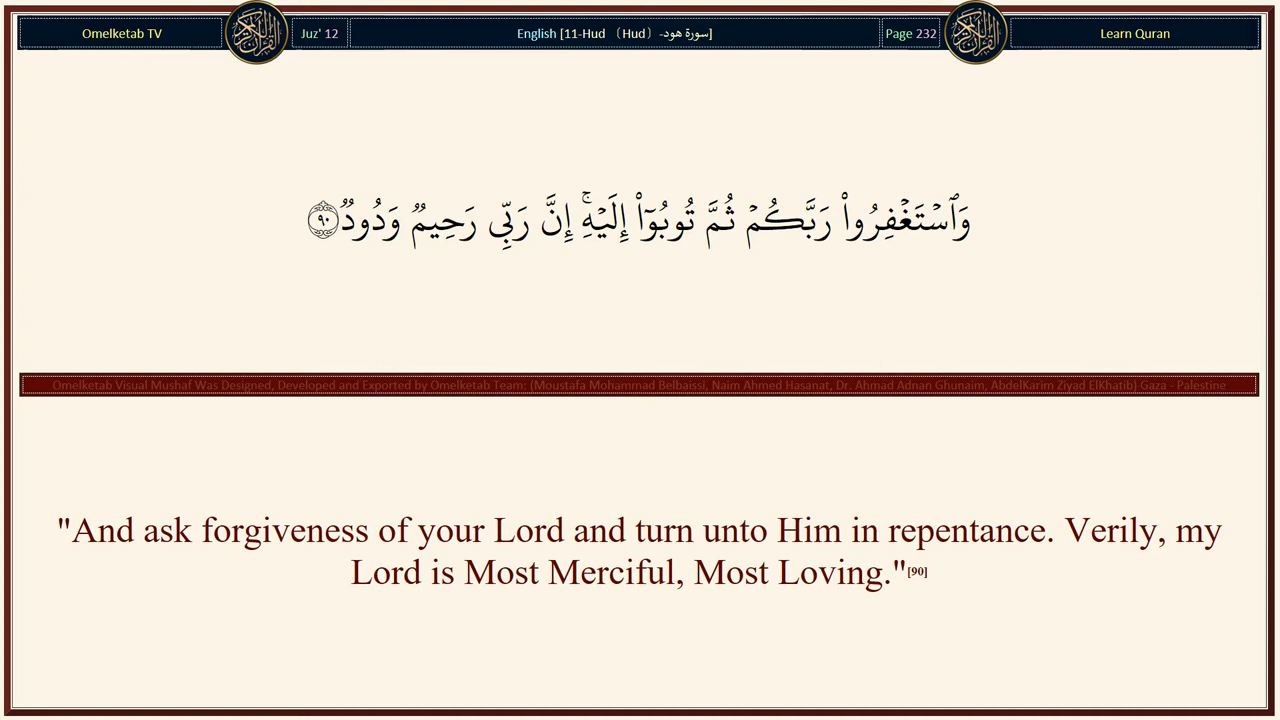 Omelketab TV
Juz' 12
English [11-Hud 〔Hud〕 -سورة هود]
Page 232
Learn Quran
وَٱسۡتَغۡفِرُواْ رَبَّكُمۡ ثُمَّ تُوبُوٓاْ إِلَيۡهِۚ إِنَّ رَبِّي رَحِيمٞ وَدُودٞ ٩٠
Omelketab Visual Mushaf Was Designed, Developed and Exported by Omelketab Team: (Moustafa Mohammad Belbaissi, Naim Ahmed Hasanat, Dr. Ahmad Adnan Ghunaim, AbdelKarim Ziyad ElKhatib) Gaza - Palestine
"And ask forgiveness of your Lord and turn unto Him in repentance. Verily, my
Lord is Most Merciful, Most Loving."[90]